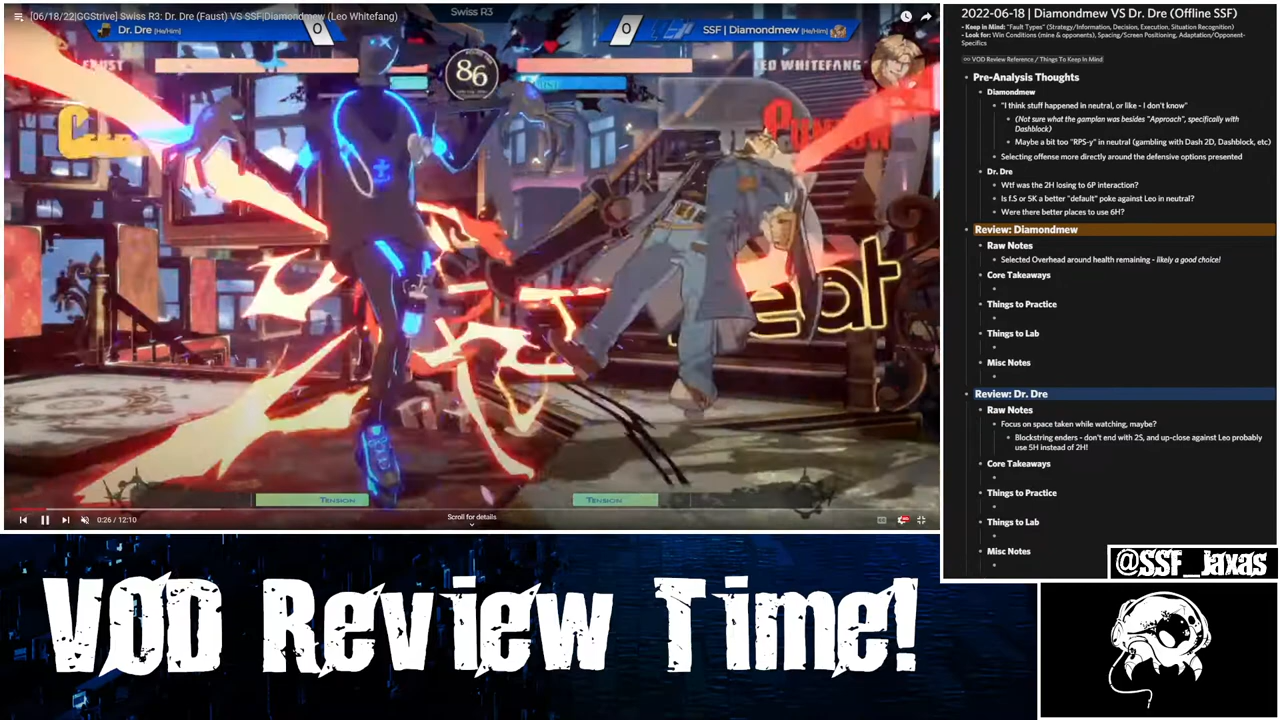 [06/18/22|GGStrive] Swiss R3: Dr. Dre (Faust) VS SSF|Diamondmew (Leo Whitefang)
Swiss R3
Dr. Dre [He/Him]
0
0
SSF | Diamondmew [He/Him]
FAUST
86
LEO WHITEFANG
TENSION
TENSION
0:26 / 12:10
Scroll for details
2022-06-18 | Diamondmew VS Dr. Dre (Offline SSF)
- Keep in Mind: "Fault Types" (Strategy/Information, Decision, Execution, Situation Recognition)
- Look for: Win Conditions (mine & opponents), Spacing/Screen Positioning, Adaptation/Opponent-
Specifics
VOD Review Reference / Things To Keep In Mind
Pre-Analysis Thoughts
Diamondmew
"I think stuff happened in neutral, or like - I don't know"
(Not sure what the gamplan was besides "Approach", specifically with
Dashblock)
Maybe a bit too "RPS-y" in neutral (gambling with Dash 2D, Dashblock, etc)
Selecting offense more directly around the defensive options presented
Dr. Dre
Wtf was the 2H losing to 6P interaction?
Is f.S or 5K a better "default" poke against Leo in neutral?
Were there better places to use 6H?
Review: Diamondmew
Raw Notes
Selected Overhead around health remaining - likely a good choice!
Core Takeaways
Things to Practice
Things to Lab
Misc Notes
Review: Dr. Dre
Raw Notes
Focus on space taken while watching, maybe?
Blockstring enders - don't end with 2S, and up-close against Leo probably
use 5H instead of 2H!
Core Takeaways
Things to Practice
Things to Lab
Misc Notes
@SSF_Jaxas
VOD Review Time!